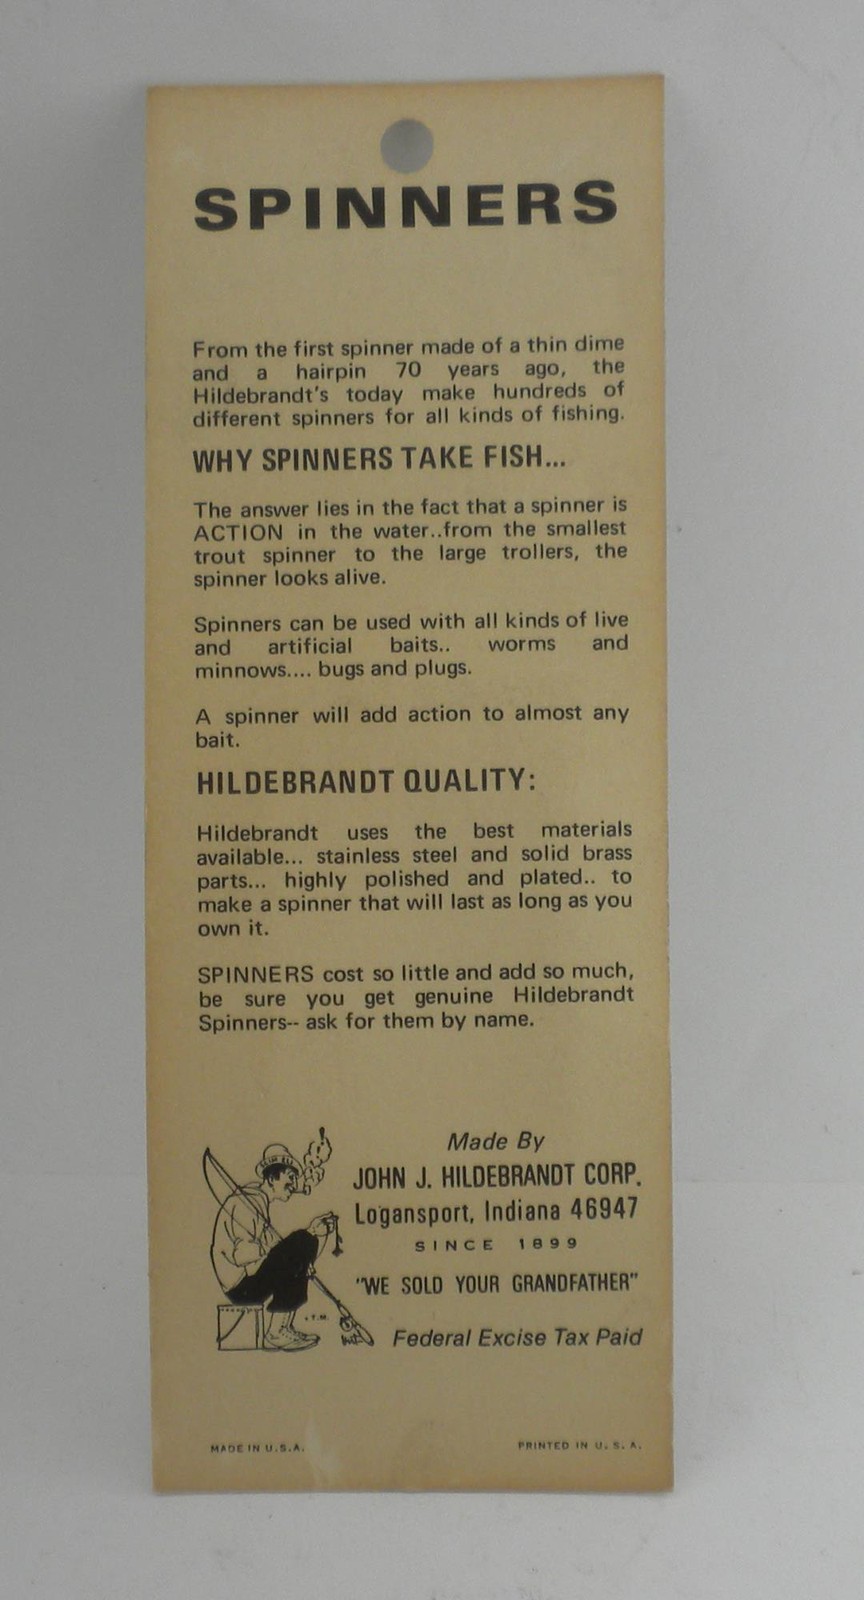 SPINNERS
From the first spinner made of a thin dime
and a hairpin 70 years ago, the
Hildebrandt's today make hundreds of
different spinners for all kinds of fishing.
WHY SPINNERS TAKE FISH...
The answer lies in the fact that a spinner is
ACTION in the water..from the smallest
trout spinner to the large trollers, the
spinner looks alive.
Spinners can be used with all kinds of live
and artificial baits.. worms and
minnows.... bugs and plugs.
A spinner will add action to almost any
bait.
HILDEBRANDT QUALITY:
Hildebrandt uses the best materials
available... stainless steel and solid brass
parts... highly polished and plated.. to
make a spinner that will last as long as you
own it.
SPINNERS cost so little and add so much,
be sure you get genuine Hildebrandt
Spinners-- ask for them by name.
Made By
JOHN J. HILDEBRANDT CORP.
Logansport, Indiana 46947
SINCE 1899
"WE SOLD YOUR GRANDFATHER"
Federal Excise Tax Paid
MADE IN U.S.A.
PRINTED IN U. S. A.